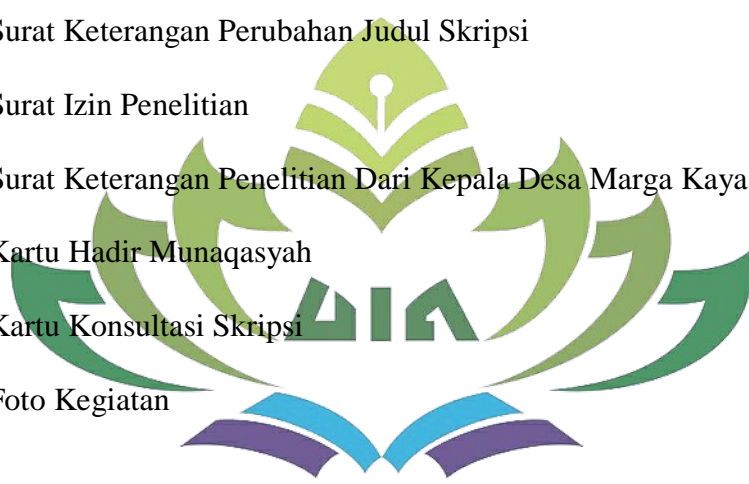 Surat Keterangan Perubahan Judul Skripsi
Surat Izin Penelitian
Surat Keterangan Penelitian Dari Kepala Desa Marga Kaya
Kartu Hadir Munaqasyah
Kartu Konsultasi Skripsi
UIN
Foto Kegiatan